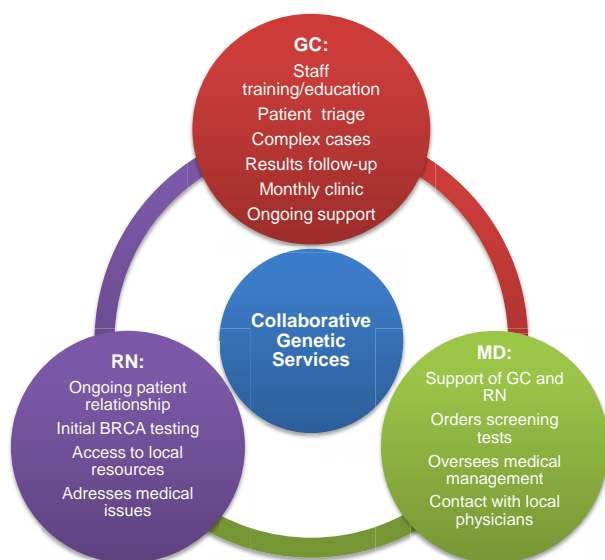 GC:
Staff
training/education
Patient triage
Complex cases
Results follow-up
Monthly clinic
Ongoing support
Collaborative
Genetic
Services
RN:
Ongoing patient
relationship
Initial BRCA testing
Access to local
resources
Adresses medical
issues
MD:
Support of GC and
RN
Orders screening
tests
Oversees medical
management
Contact with local
physicians